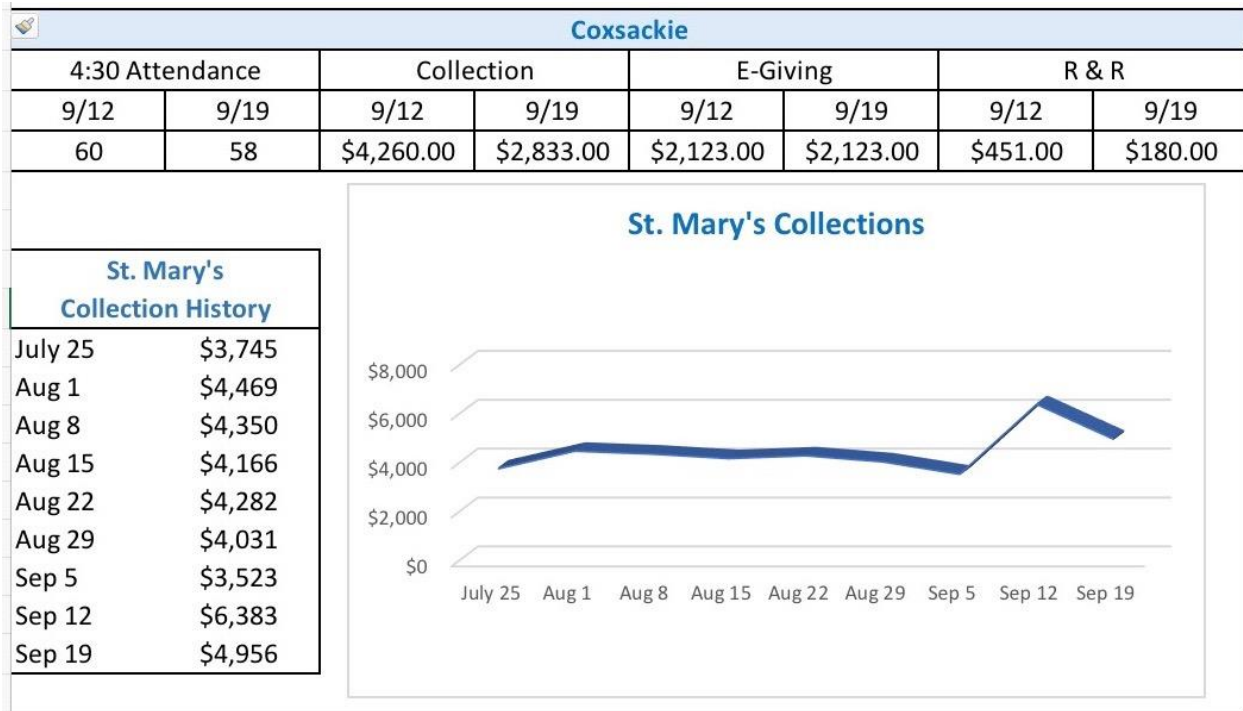 Coxsackie
4:30 Attendance Collection E-Giving R & R
9/12 9/19 9/12 9/19 9/12 9/19 9/12 9/19
60 58 $4,260.00 $2,833.00 $2,123.00 $2,123.00 $451.00 $180.00
St. Mary's
Collection History
July 25 $3,745
Aug 1 $4,469
Aug 8 $4,350
Aug 15 $4,166
Aug 22 $4,282
Aug 29 $4,031
Sep 5 $3,523
Sep 12 $6,383
Sep 19 $4,956
St. Mary's Collections
$8,000
$6,000
$4,000
$2,000
$0
July 25 Aug 1 Aug 8 Aug 15 Aug 22 Aug 29 Sep 5 Sep 12 Sep 19